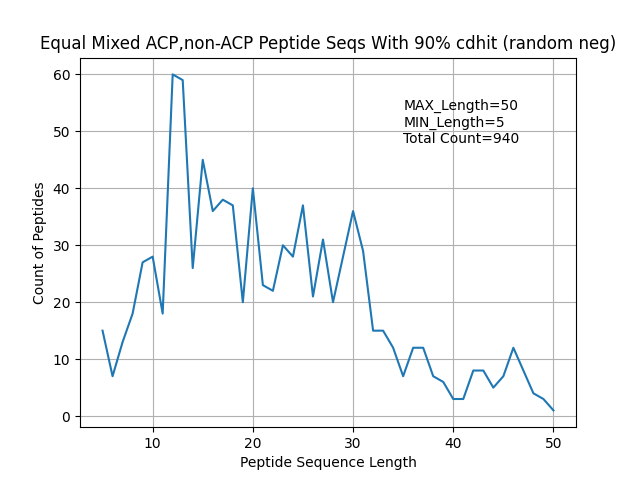 Equal Mixed ACP,non-ACP Peptide Seqs With 90% cdhit (random neg)
60
50
40
30
20
10
0
MAX_Length=50
MIN_Length=5
Total Count=940
Count of Peptides
10 20 30 40 50
Peptide Sequence Length